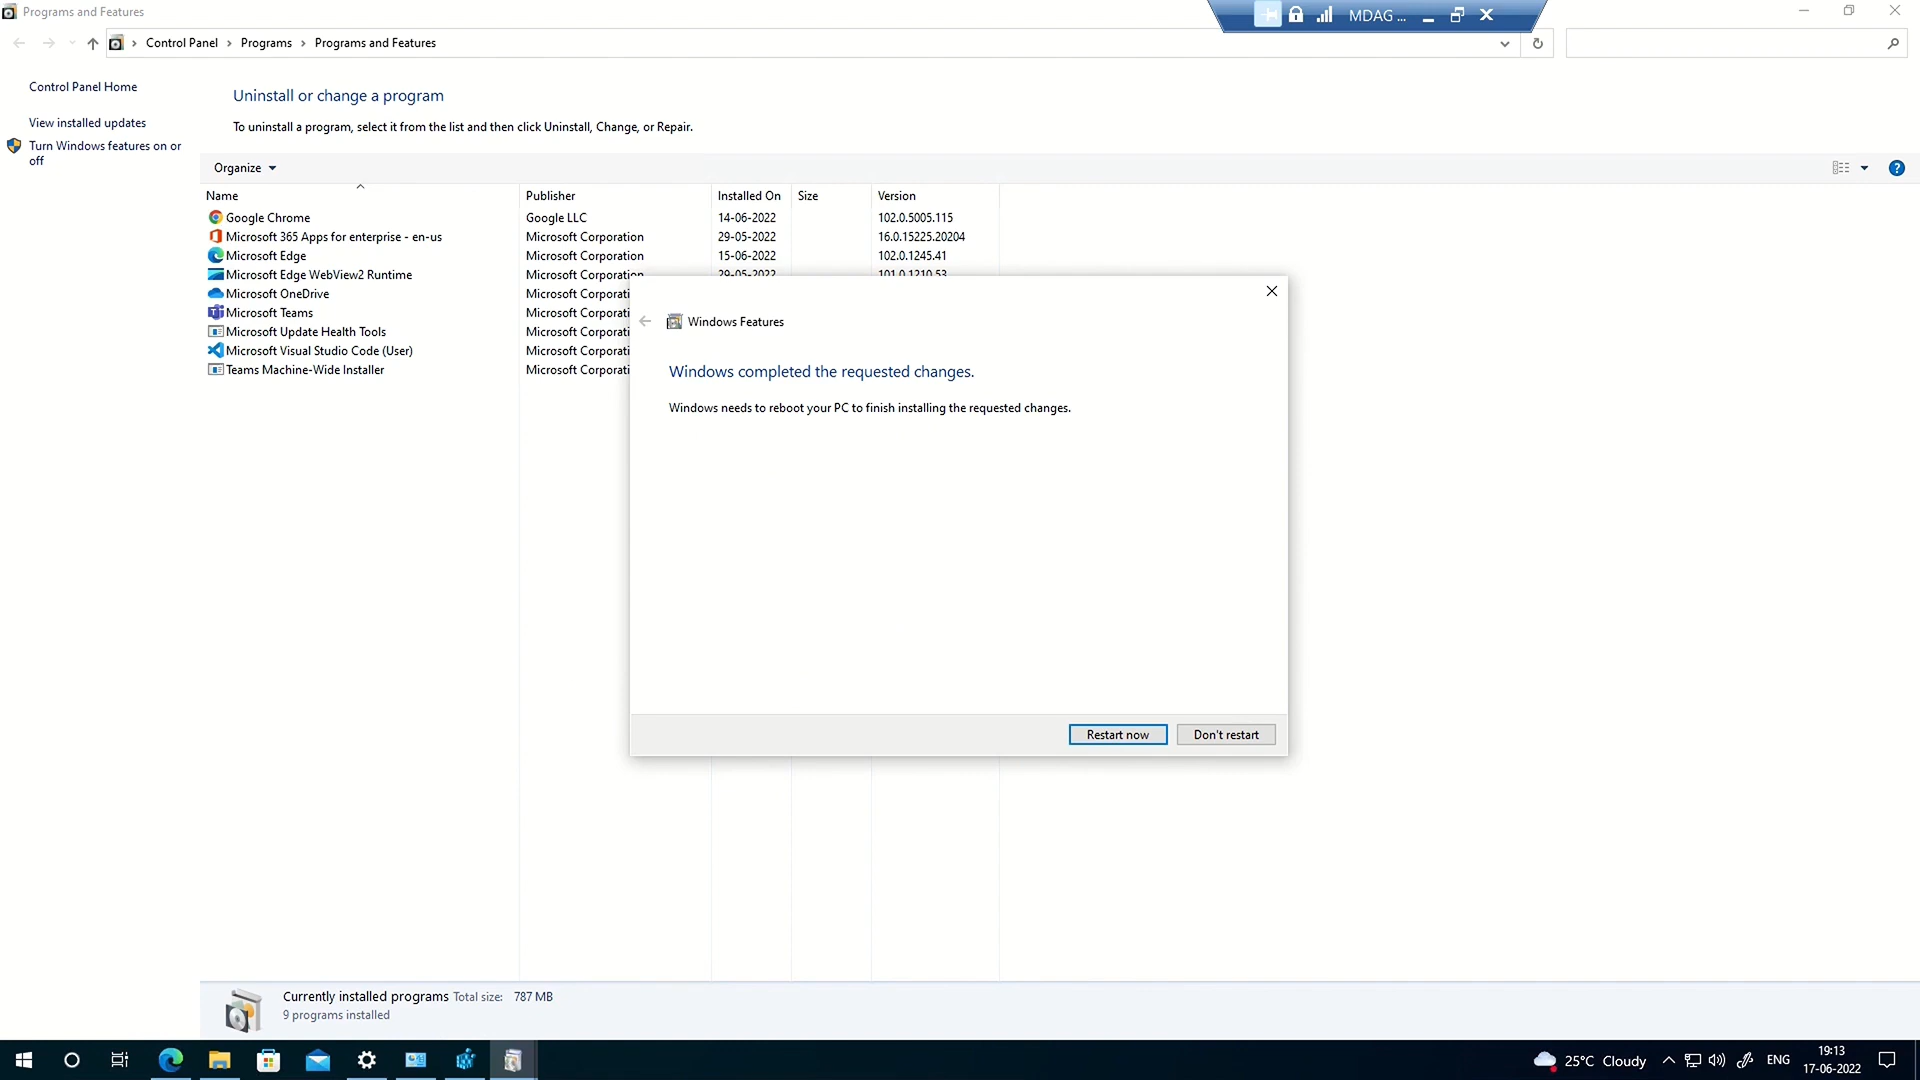 Programs and Features
MDAG ...
Control Panel
Programs
Programs and Features
Control Panel Home
View installed updates
Turn Windows features on or
off
Uninstall or change a program
To uninstall a program, select it from the list and then click Uninstall, Change, or Repair.
Organize
Name Publisher Installed On Size Version
Google Chrome Google LLC 14-06-2022 102.0.5005.115
Microsoft 365 Apps for enterprise - en-us Microsoft Corporation 29-05-2022 16.0.15225.20204
Microsoft Edge Microsoft Corporation 15-06-2022 102.0.1245.41
Microsoft Edge WebView2 Runtime Microsoft Corporation 29-05-2022 101.0.1210.53
Microsoft OneDrive Microsoft Corporati
Microsoft Teams Microsoft Corporati
Microsoft Update Health Tools Microsoft Corporati
Microsoft Visual Studio Code (User) Microsoft Corporati
Teams Machine-Wide Installer Microsoft Corporati
Windows Features
Windows completed the requested changes.
Windows needs to reboot your PC to finish installing the requested changes.
Restart now
Don't restart
Currently installed programs Total size: 787 MB
9 programs installed
25°C Cloudy
ENG
19:13
17-06-2022